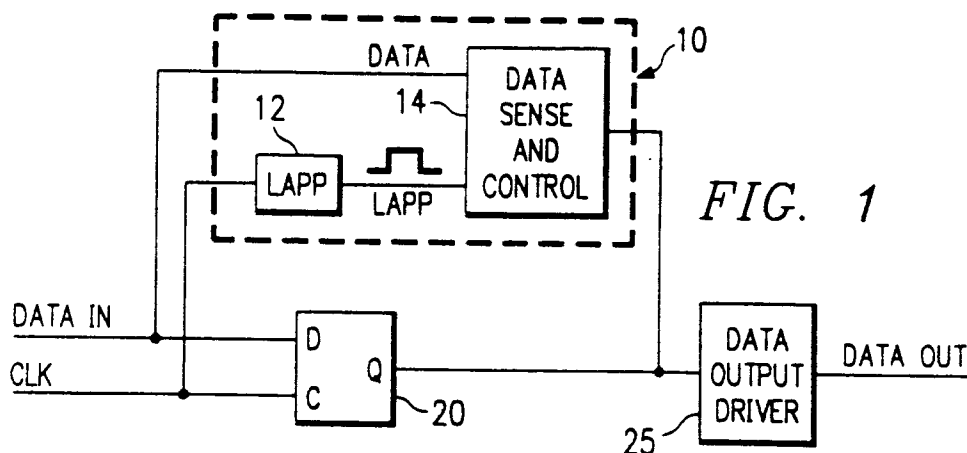 10
DATA
DATA
SENSE
AND
CONTROL
14
12
LAPP
LAPP
FIG. 1
DATA IN
CLK
D
C
Q
20
DATA
OUTPUT
DRIVER
25
DATA OUT